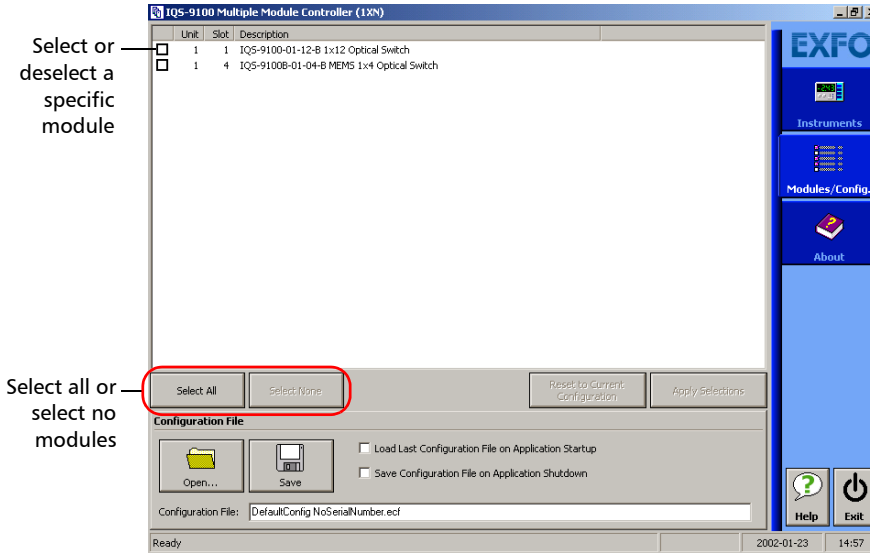 IQS-9100 Multiple Module Controller (1XN)
Unit Slot Description
1 1 IQS-9100-01-12-B 1x12 Optical Switch
1 4 IQS-9100B-01-04-B MEMS 1x4 Optical Switch
Select or
deselect a
specific
module
EXFO
Instruments
Modules/Config.
About
Select all or
select no
modules
Select All
Select None
Reset to Current
Configuration
Apply Selections
Configuration File
Open...
Save
Load Last Configuration File on Application Startup
Save Configuration File on Application Shutdown
Configuration File: DefaultConfig NoSerialNumber.ecf
Help
Exit
Ready
2002-01-23 14:57